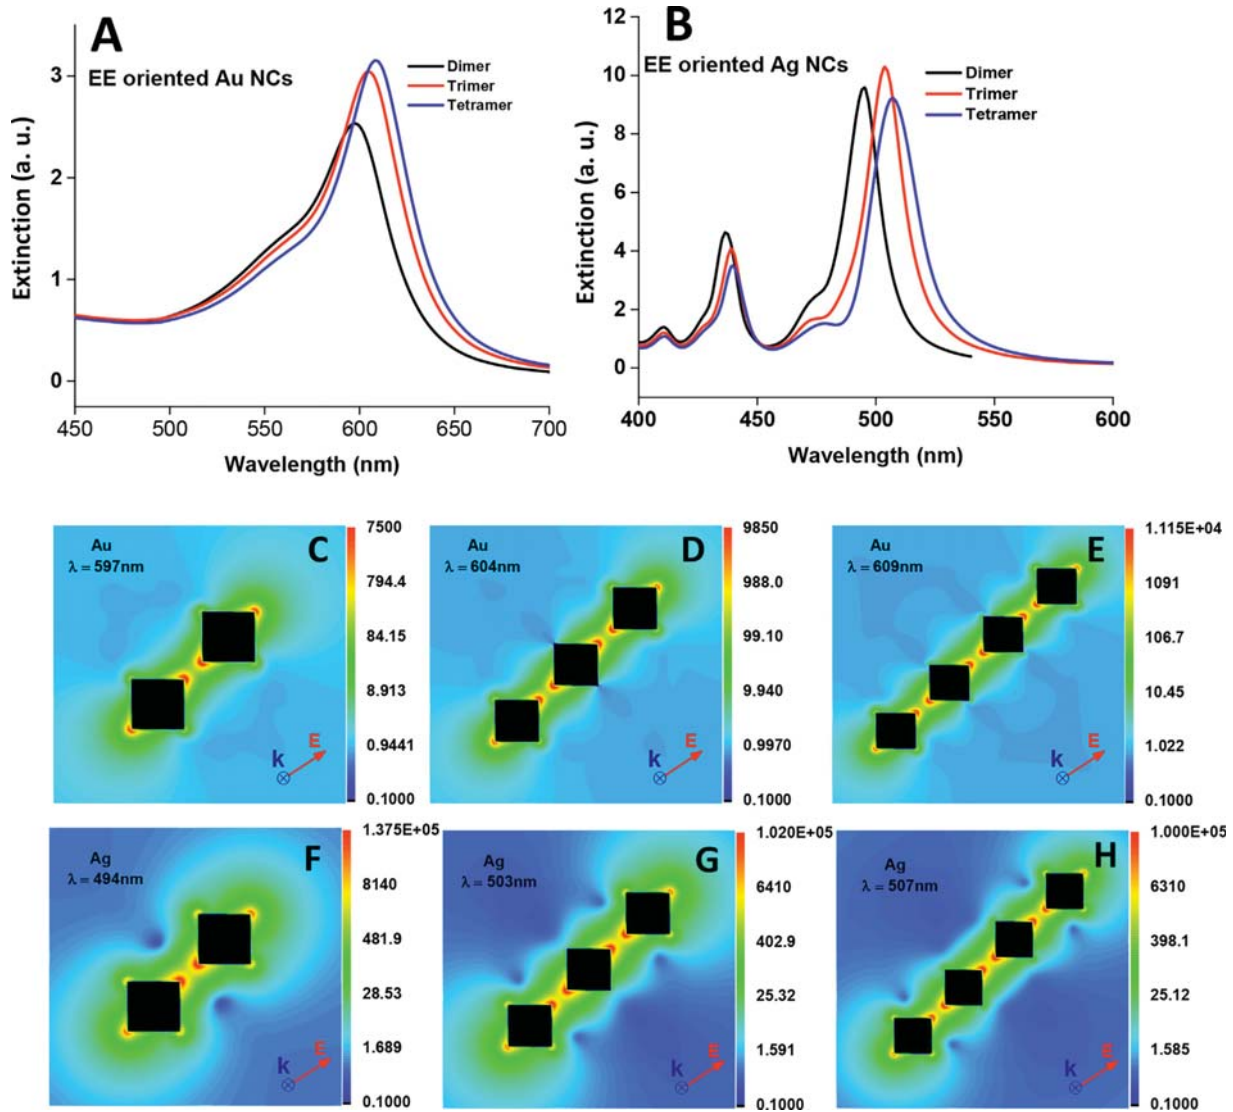 A
EE oriented Au NCs
Dimer
Trimer
Tetramer
3
2
1
0
Extinction (a. u.)
450 500 550 600 650 700
Wavelength (nm)
B
EE oriented Ag NCs
Dimer
Trimer
Tetramer
12
10
8
6
4
2
0
Extinction (a. u.)
400 450 500 550 600
Wavelength (nm)
C
Au
λ = 597nm
k
E
7500
794.4
84.15
8.913
0.9441
0.1000
D
Au
λ = 604nm
k
E
9850
988.0
99.10
9.940
0.9970
0.1000
E
Au
λ = 609nm
k
E
1.115E+04
1091
106.7
10.45
1.022
0.1000
F
Ag
λ = 494nm
k
E
1.375E+05
8140
481.9
28.53
1.689
0.1000
G
Ag
λ = 503nm
k
E
1.020E+05
6410
402.9
25.32
1.591
0.1000
H
Ag
λ = 507nm
k
E
1.000E+05
6310
398.1
25.12
1.585
0.1000